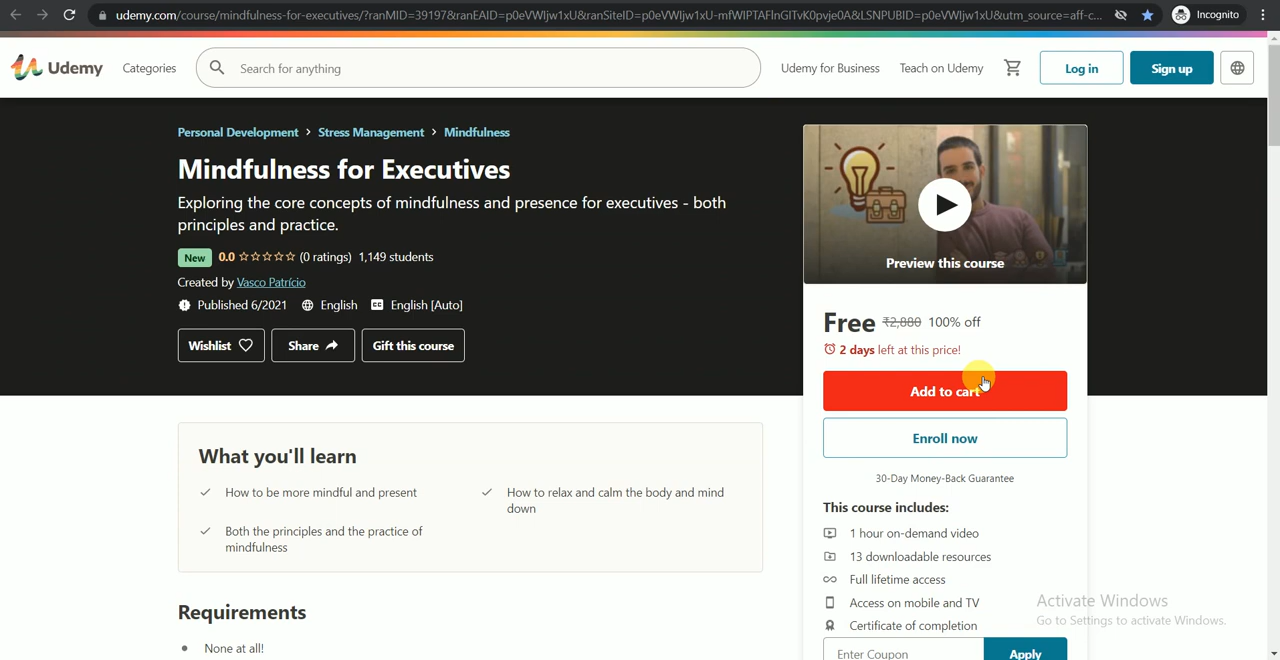 udemy.com/course/mindfulness-for-executives/?ranMID=39197&ranEAID=p0eVWIjw1xU&ranSiteID=p0eVWIjw1xU-mfWIPTAFlnGITvK0pvje0A&LSNPUBID=p0eVWIjw1xU&utm_source=aff-c...
Incognito
Udemy
Categories
Search for anything
Udemy for Business
Teach on Udemy
Log in
Sign up
Personal Development > Stress Management > Mindfulness
Mindfulness for Executives
Exploring the core concepts of mindfulness and presence for executives - both
principles and practice.
New 0.0 (0 ratings) 1,149 students
Created by Vasco Patrício
Published 6/2021 English English [Auto]
Wishlist
Share
Gift this course
Preview this course
Free ₹2,880 100% off
2 days left at this price!
Add to cart
Enroll now
30-Day Money-Back Guarantee
This course includes:
1 hour on-demand video
13 downloadable resources
Full lifetime access
Access on mobile and TV
Certificate of completion
Enter Coupon
Apply
What you'll learn
How to be more mindful and present
How to relax and calm the body and mind
down
Both the principles and the practice of
mindfulness
Requirements
None at all!
Activate Windows
Go to Settings to activate Windows.